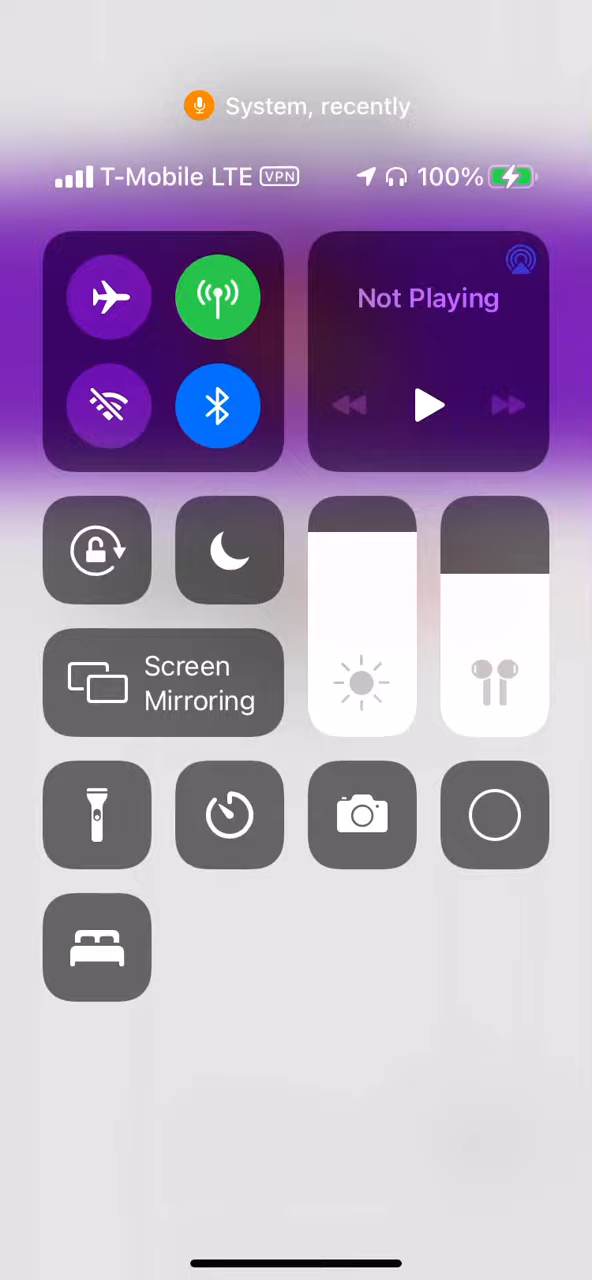 System, recently
T-Mobile LTE VPN 100%
Not Playing
Screen
Mirroring